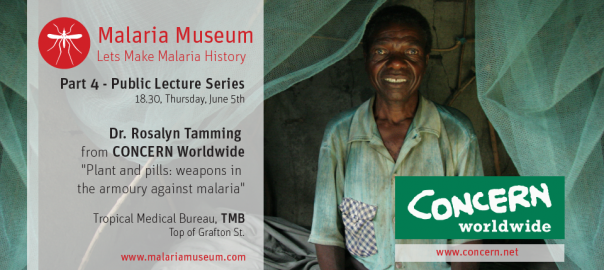 Malaria Museum
Lets Make Malaria History
Part 4 - Public Lecture Series
18.30, Thursday, June 5th
Dr. Rosalyn Tamming
from CONCERN Worldwide
"Plant and pills: weapons in
the armoury against malaria"
Tropical Medical Bureau, TMB
Top of Grafton St.
www.malariamuseum.com
CONCERN
worldwide
www.concern.net